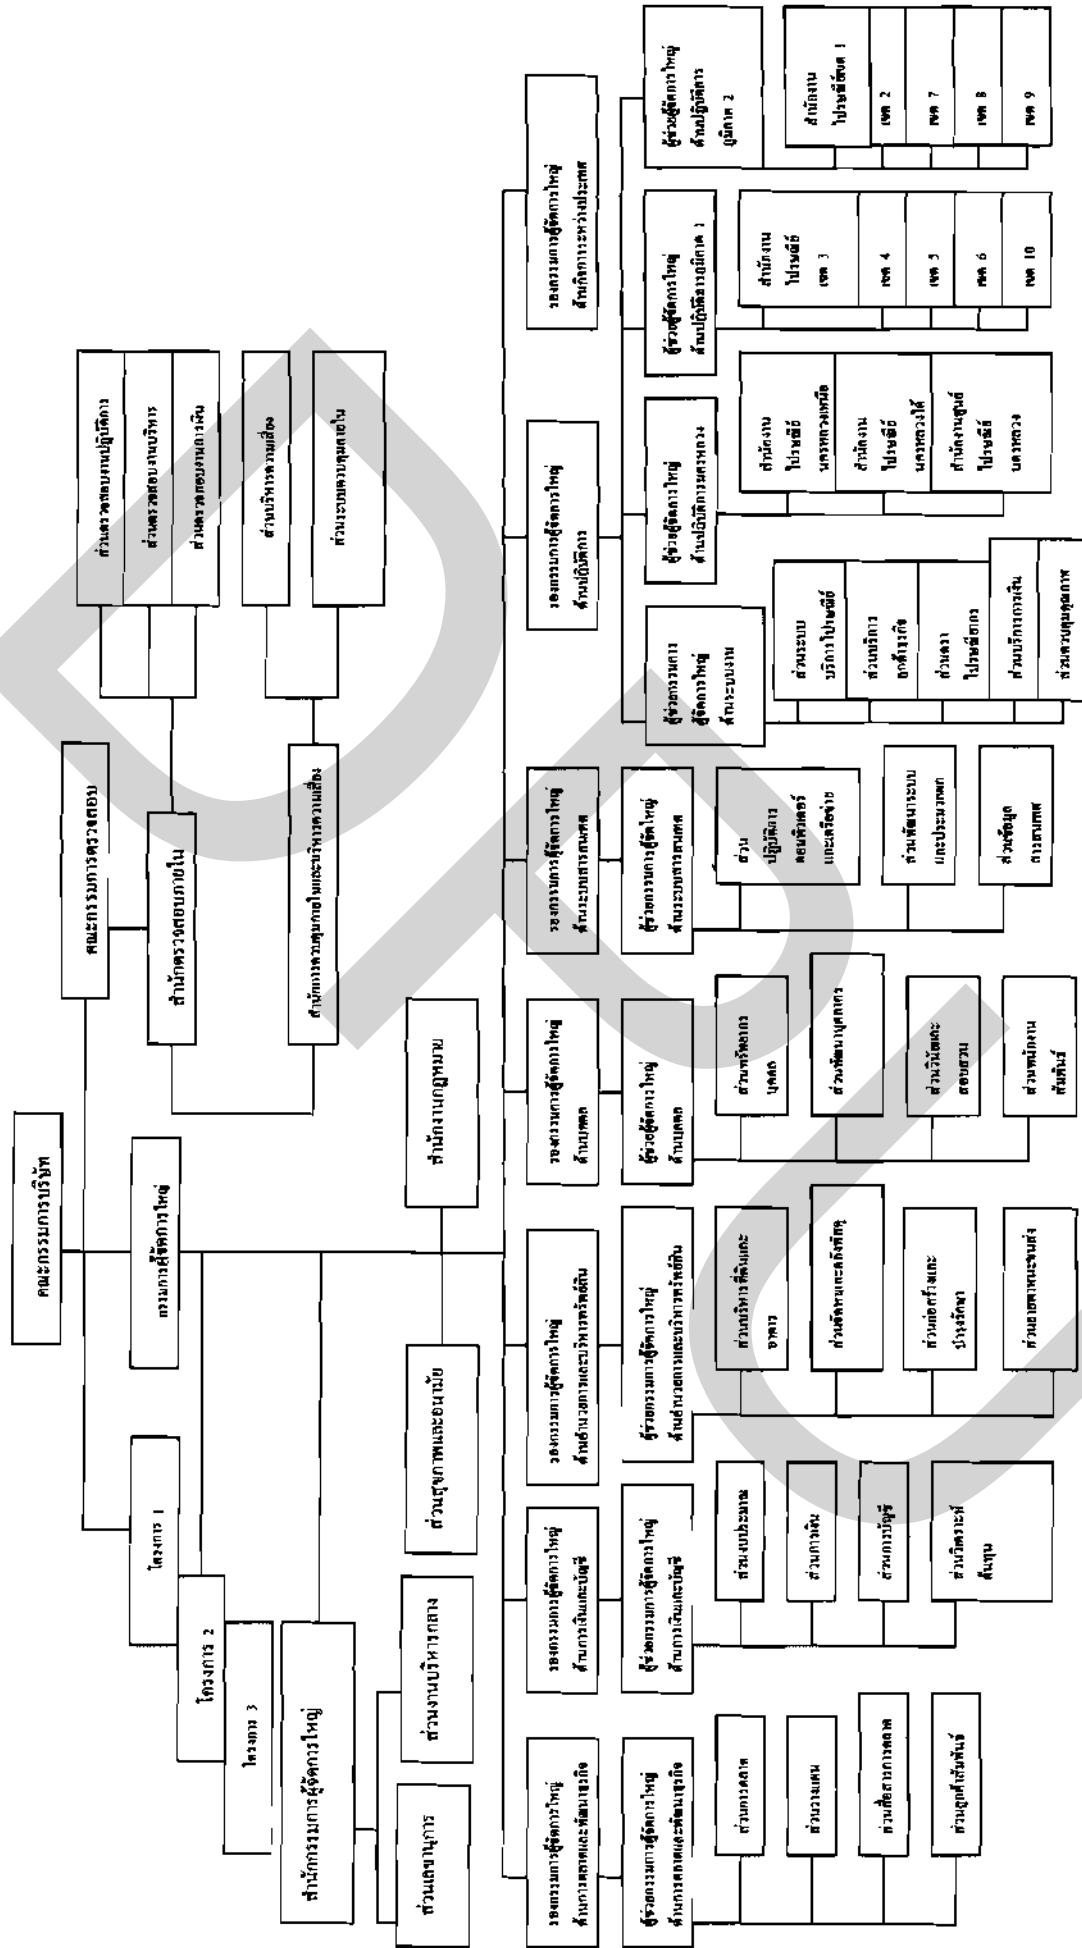 คณะกรรมการบริษัท
คณะกรรมการตรวจสอบ
สำนักตรวจสอบภายใน
ส่วนตรวจสอบงานปฏิบัติการ
ส่วนตรวจสอบงานบริหาร
ส่วนตรวจสอบงานการเงิน
สำนักการควบคุมภายในและบริหารความเสี่ยง
ส่วนบริหารความเสี่ยง
ส่วนระบบควบคุมภายใน
กรรมการผู้จัดการใหญ่
โครงการ 1
โครงการ 2
โครงการ 3
สำนักกรรมการผู้จัดการใหญ่
ส่วนเลขานุการ
ส่วนงานบริหารกลาง
ส่วนสุขภาพและอนามัย
สำนักงานกฎหมาย
รองกรรมการผู้จัดการใหญ่
ด้านการตลาดและพัฒนาธุรกิจ
ผู้ช่วยกรรมการผู้จัดการใหญ่
ด้านการตลาดและพัฒนาธุรกิจ
ส่วนการตลาด
ส่วนวางแผน
ส่วนสื่อสารการตลาด
ส่วนลูกค้าสัมพันธ์
รองกรรมการผู้จัดการใหญ่
ด้านการเงินและบัญชี
ผู้ช่วยกรรมการผู้จัดการใหญ่
ด้านการเงินและบัญชี
ส่วนงบประมาณ
ส่วนการเงิน
ส่วนการบัญชี
ส่วนวิเคราะห์
ต้นทุน
รองกรรมการผู้จัดการใหญ่
ด้านอำนวยการและบริหารทรัพย์สิน
ผู้ช่วยกรรมการผู้จัดการใหญ่
ด้านอำนวยการและบริหารทรัพย์สิน
ส่วนบริหารที่ดินและ
อาคาร
ส่วนจัดหาและคลังพัสดุ
ส่วนก่อสร้างและ
บำรุงรักษา
ส่วนยานพาหนะขนส่ง
รองกรรมการผู้จัดการใหญ่
ด้านบุคคล
ผู้ช่วยผู้จัดการใหญ่
ด้านบุคคล
ส่วนทรัพยากร
บุคคล
ส่วนพัฒนาบุคลากร
ส่วนวินัยและ
สอบสวน
ส่วนพนักงาน
สัมพันธ์
รองกรรมการผู้จัดการใหญ่
ด้านระบบสารสนเทศ
ผู้ช่วยกรรมการผู้จัดใหญ่
ด้านระบบสารสนเทศ
ส่วน
ปฏิบัติการ
คอมพิวเตอร์
และเครือข่าย
ส่วนพัฒนาระบบ
และประมวลผล
ส่วนข้อมูล
สารสนเทศ
รองกรรมการผู้จัดการใหญ่
ด้านปฏิบัติการ
ผู้ช่วยกรรมการ
ผู้จัดการใหญ่
ด้านระบบงาน
ส่วนระบบ
บริการไปรษณีย์
ส่วนบริการ
ลูกค้าธุรกิจ
ส่วนตรา
ไปรษณียากร
ส่วนบริการการเงิน
ส่วนควบคุมคุณภาพ
ผู้ช่วยผู้จัดการใหญ่
ด้านปฏิบัติการนครหลวง
สำนักงาน
ไปรษณีย์
นครหลวงเหนือ
สำนักงาน
ไปรษณีย์
นครหลวงใต้
สำนักงานศูนย์
ไปรษณีย์
นครหลวง
ผู้ช่วยผู้จัดการใหญ่
ด้านปฏิบัติการภูมิภาค 1
สำนักงาน
ไปรษณีย์
เขต 3
เขต 4
เขต 5
เขต 6
เขต 10
ผู้ช่วยผู้จัดการใหญ่
ด้านปฏิบัติการ
ภูมิภาค 2
สำนักงาน
ไปรษณีย์เขต 1
เขต 2
เขต 7
เขต 8
เขต 9
รองกรรมการผู้จัดการใหญ่
ด้านกิจการระหว่างประเทศ
DPU